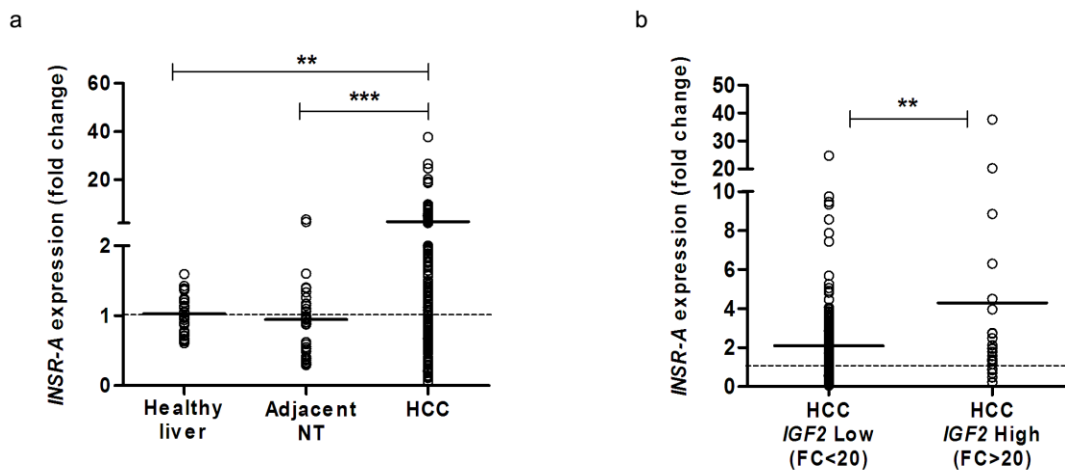 a
INSR-A expression (fold change)
60
40
20
2
1
0
**
***
Healthy
liver
Adjacent
NT
HCC
b
INSR-A expression (fold change)
50
40
30
20
10
8
6
4
2
0
**
HCC
IGF2 Low
(FC<20)
HCC
IGF2 High
(FC>20)